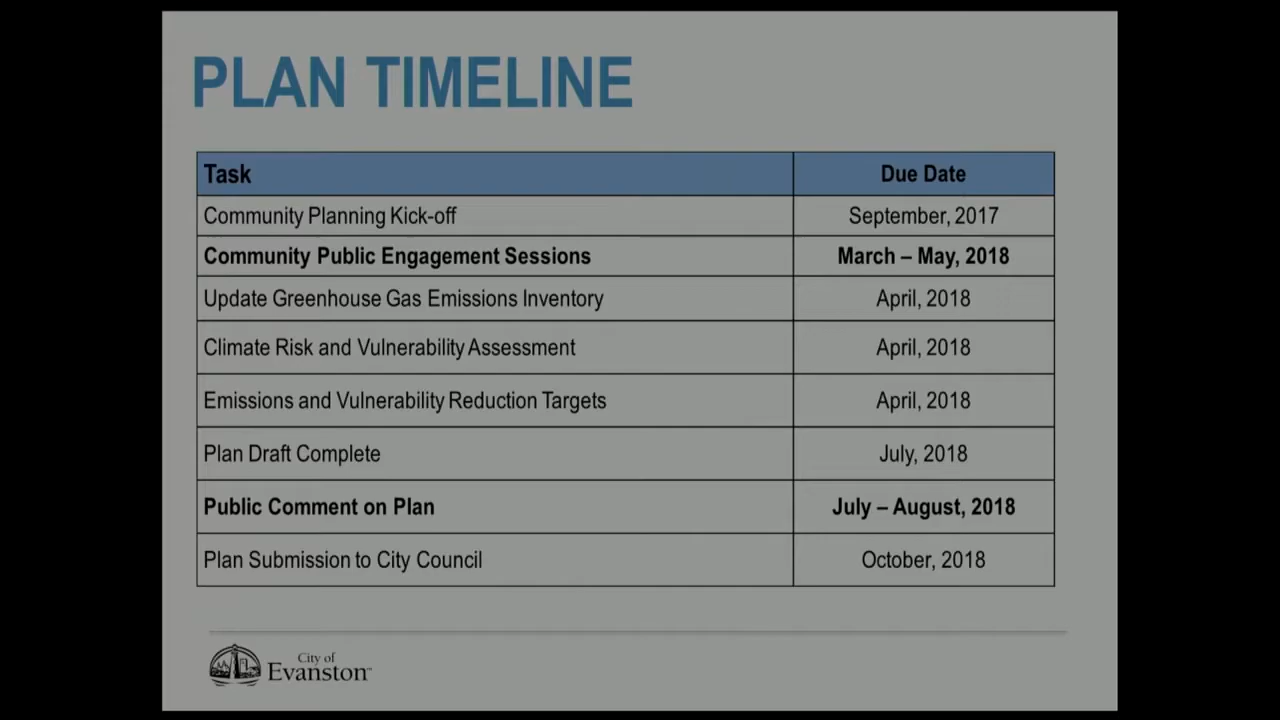 PLAN TIMELINE
Task Due Date
Community Planning Kick-off September, 2017
Community Public Engagement Sessions March – May, 2018
Update Greenhouse Gas Emissions Inventory April, 2018
Climate Risk and Vulnerability Assessment April, 2018
Emissions and Vulnerability Reduction Targets April, 2018
Plan Draft Complete July, 2018
Public Comment on Plan July – August, 2018
Plan Submission to City Council October, 2018
City of
Evanston™